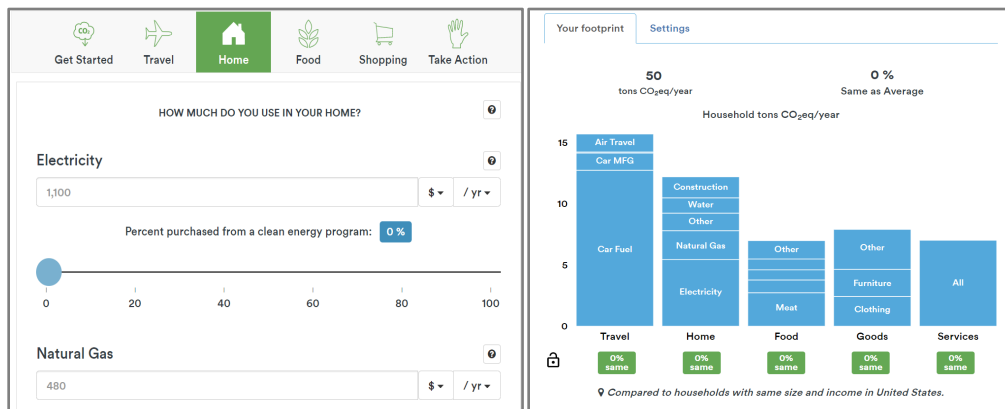 CO₂
Get Started Travel Home Food Shopping Take Action
HOW MUCH DO YOU USE IN YOUR HOME? ?
Electricity ?
1,100 $ / yr
Percent purchased from a clean energy program: 0 %
0 20 40 60 80 100
Natural Gas ?
480 $ / yr
Your footprint Settings
50 0 %
tons CO₂eq/year Same as Average
Household tons CO₂eq/year
15
10
5
0
Air Travel
Car MFG
Car Fuel
Construction
Water
Other
Natural Gas
Electricity
Other
Meat
Other
Furniture
Clothing
All
Travel Home Food Goods Services
0% same 0% same 0% same 0% same 0% same
Compared to households with same size and income in United States.